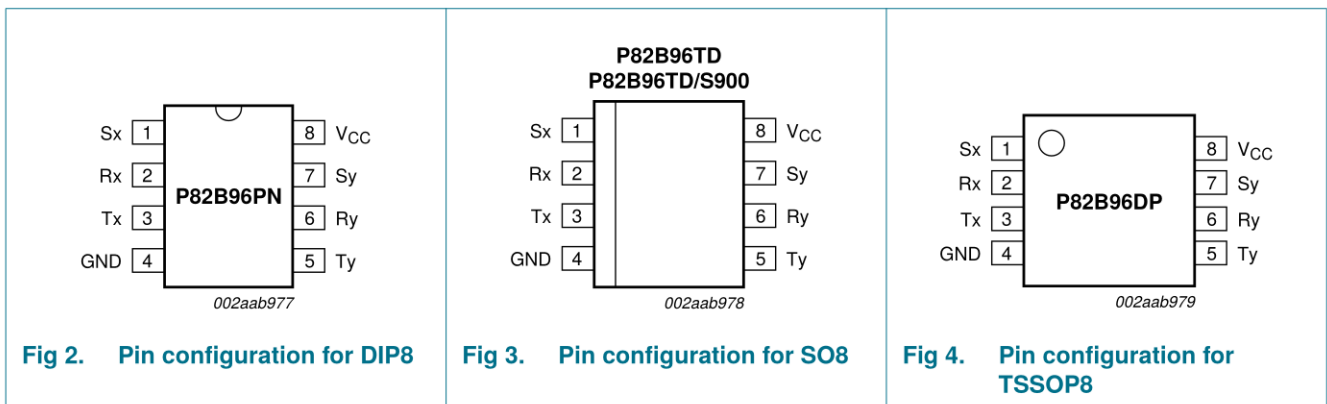 Sx 1
Rx 2
Tx 3
GND 4
P82B96PN
8 VCC
7 Sy
6 Ry
5 Ty
002aab977
Fig 2. Pin configuration for DIP8
P82B96TD
P82B96TD/S900
Sx 1
Rx 2
Tx 3
GND 4
8 VCC
7 Sy
6 Ry
5 Ty
002aab978
Fig 3. Pin configuration for SO8
Sx 1
Rx 2
Tx 3
GND 4
P82B96DP
8 VCC
7 Sy
6 Ry
5 Ty
002aab979
Fig 4. Pin configuration for
TSSOP8